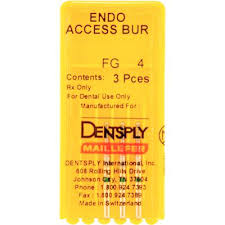 ENDO
ACCESS BUR
FG 4
Contents: 3 Pces
Rx Only
For Dental Use Only
Manufactured For
DENTSPLY
MAILLEFER
DENTSPLY International, Inc.
608 Rolling Hills Drive
Johnson City, TN 37604
Phone: 1.800.924.7393
1.800.924.7389
Made in Switzerland